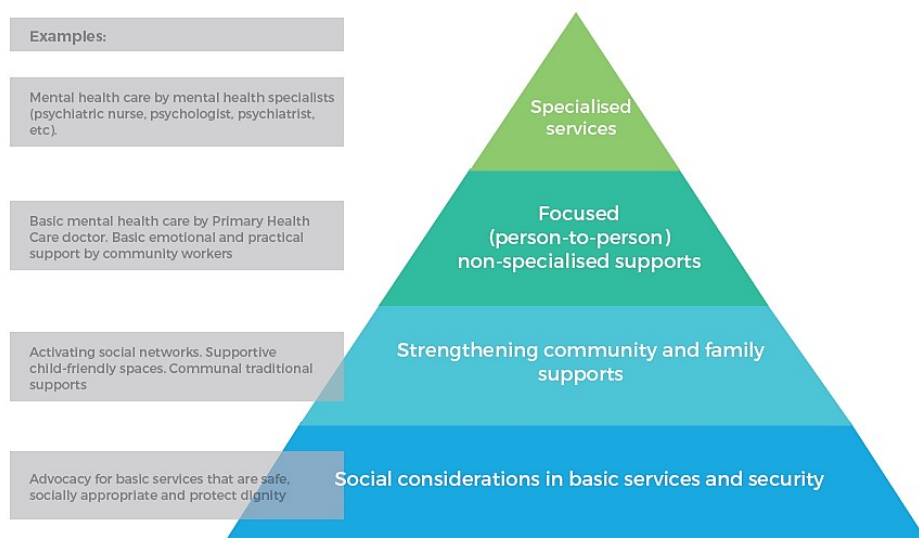 Examples:
Mental health care by mental health specialists
(psychiatric nurse, psychologist, psychiatrist,
etc).
Specialised
services
Basic mental health care by Primary Health
Care doctor. Basic emotional and practical
support by community workers
Focused
(person-to-person)
non-specialised supports
Activating social networks. Supportive
child-friendly spaces. Communal traditional
supports
Strengthening community and family
supports
Advocacy for basic services that are safe,
socially appropriate and protect dignity
Social considerations in basic services and security